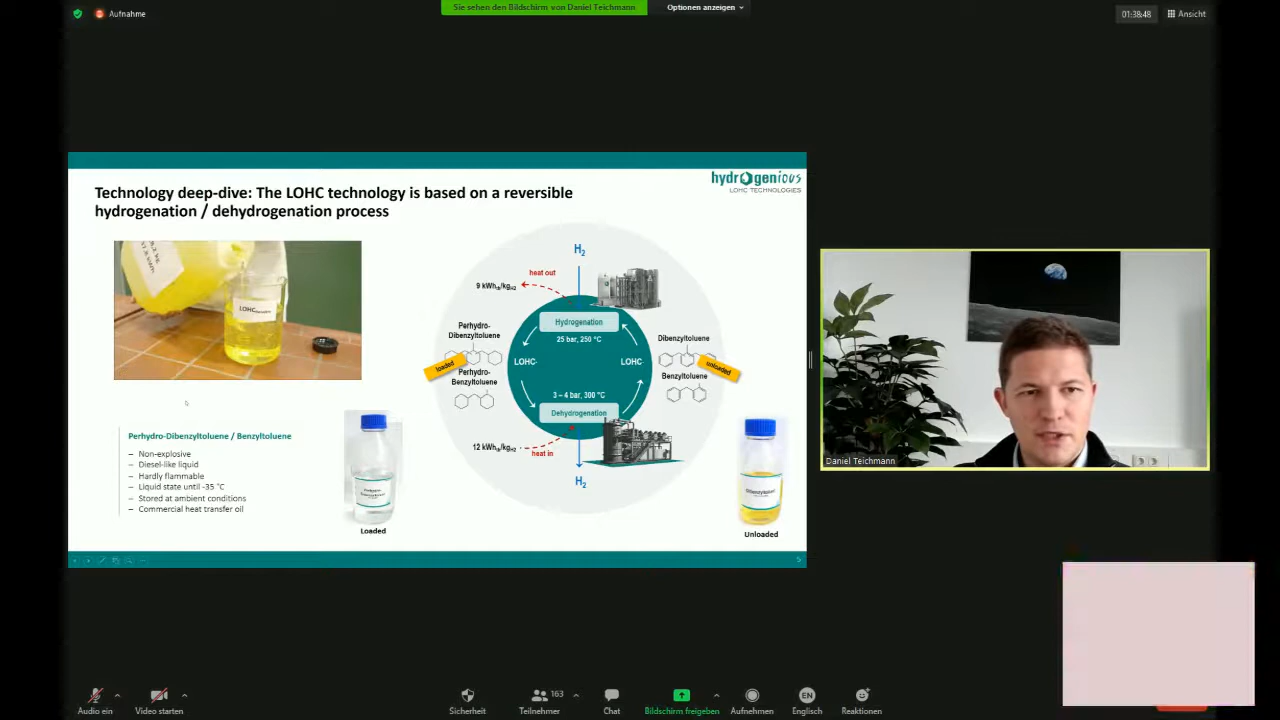 Aufnahme
Sie sehen den Bildschirm von Daniel Teichmann
Optionen anzeigen
01:38:48
Ansicht
Technology deep-dive: The LOHC technology is based on a reversible
hydrogenation / dehydrogenation process
hydrogenious
LOHC TECHNOLOGIES
LOHC
H2
heat out
9 kWhth/kgH2
Hydrogenation
25 bar, 250 °C
Perhydro-
Dibenzyltoluene
loaded
Perhydro-
Benzyltoluene
LOHC
LOHC
Dibenzyltoluene
unloaded
Benzyltoluene
3 – 4 bar, 300 °C
Dehydrogenation
12 kWhth/kgH2
heat in
H2
Perhydro-Dibenzyltoluene / Benzyltoluene
– Non-explosive
– Diesel-like liquid
– Hardly flammable
– Liquid state until -35 °C
– Stored at ambient conditions
– Commercial heat transfer oil
Loaded
Dibenzyltoluene
Unloaded
Daniel Teichmann
Audio ein
Video starten
Sicherheit
163
Teilnehmer
Chat
Bildschirm freigeben
Aufnehmen
EN
Englisch
Reaktionen